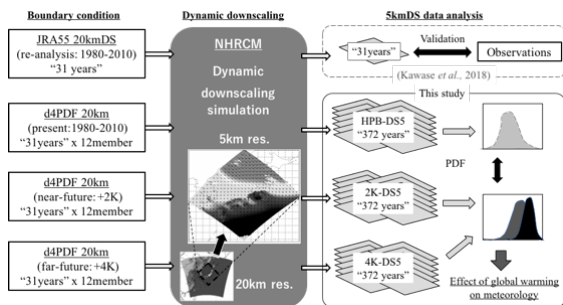 Boundary condition
Dynamic downscaling
5kmDS data analysis
JRA55 20kmDS
(re-analysis: 1980-2010)
"31 years"
d4PDF 20km
(present:1980-2010)
"31years" x 12member
d4PDF 20km
(near-future: +2K)
"31years" x 12member
d4PDF 20km
(far-future: +4K)
"31years" x 12member
NHRCM
Dynamic
downscaling
simulation
5km res.
20km res.
"31years"
Validation
Observations
(Kawase et al., 2018)
This study
HPB-DS5
"372 years"
PDF
2K-DS5
"372 years"
4K-DS5
"372 years"
Effect of global warming
on meteorology